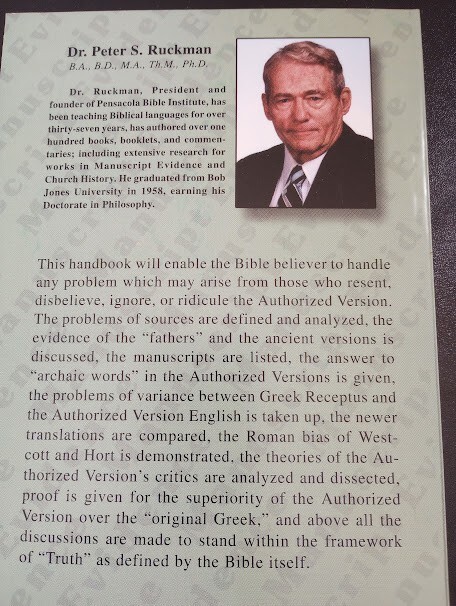 Dr. Peter S. Ruckman
B.A., B.D., M.A., Th.M., Ph.D.
Dr. Ruckman, President and
founder of Pensacola Bible Institute, has
been teaching Biblical languages for over
thirty-seven years, has authored over one
hundred books, booklets, and commen-
taries; including extensive research for
works in Manuscript Evidence and
Church History. He graduated from Bob
Jones University in 1958, earning his
Doctorate in Philosophy.
This handbook will enable the Bible believer to handle
any problem which may arise from those who resent,
disbelieve, ignore, or ridicule the Authorized Version.
The problems of sources are defined and analyzed, the
evidence of the “fathers” and the ancient versions is
discussed, the manuscripts are listed, the answer to
“archaic words” in the Authorized Versions is given,
the problems of variance between Greek Receptus and
the Authorized Version English is taken up, the newer
translations are compared, the Roman bias of West-
cott and Hort is demonstrated, the theories of the Au-
thorized Version’s critics are analyzed and dissected,
proof is given for the superiority of the Authorized
Version over the “original Greek,” and above all the
discussions are made to stand within the framework
of “Truth” as defined by the Bible itself.